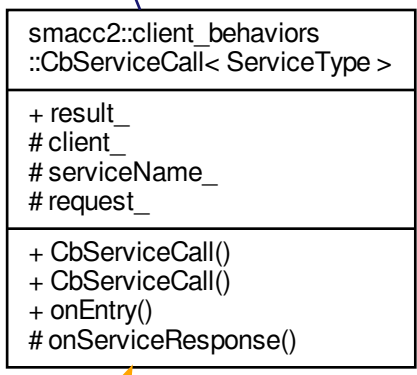 smacc2::client_behaviors
::CbServiceCall< ServiceType >
+ result_
# client_
# serviceName_
# request_
+ CbServiceCall()
+ CbServiceCall()
+ onEntry()
# onServiceResponse()